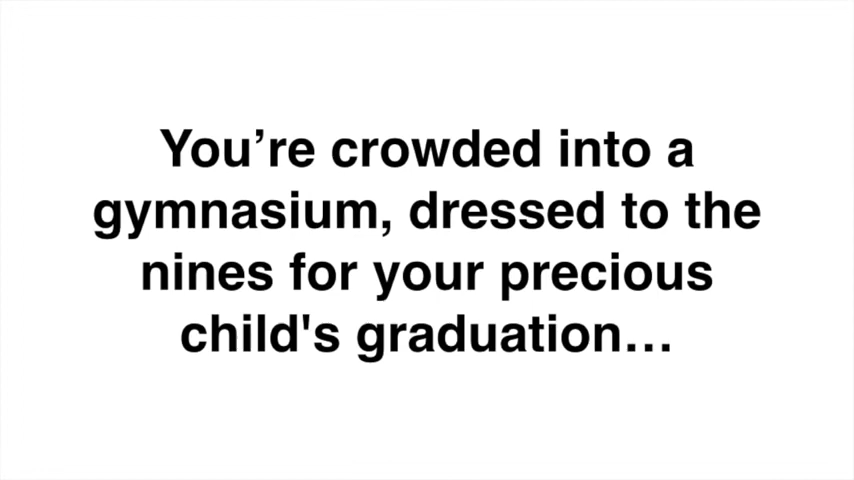 You’re crowded into a
gymnasium, dressed to the
nines for your precious
child's graduation…